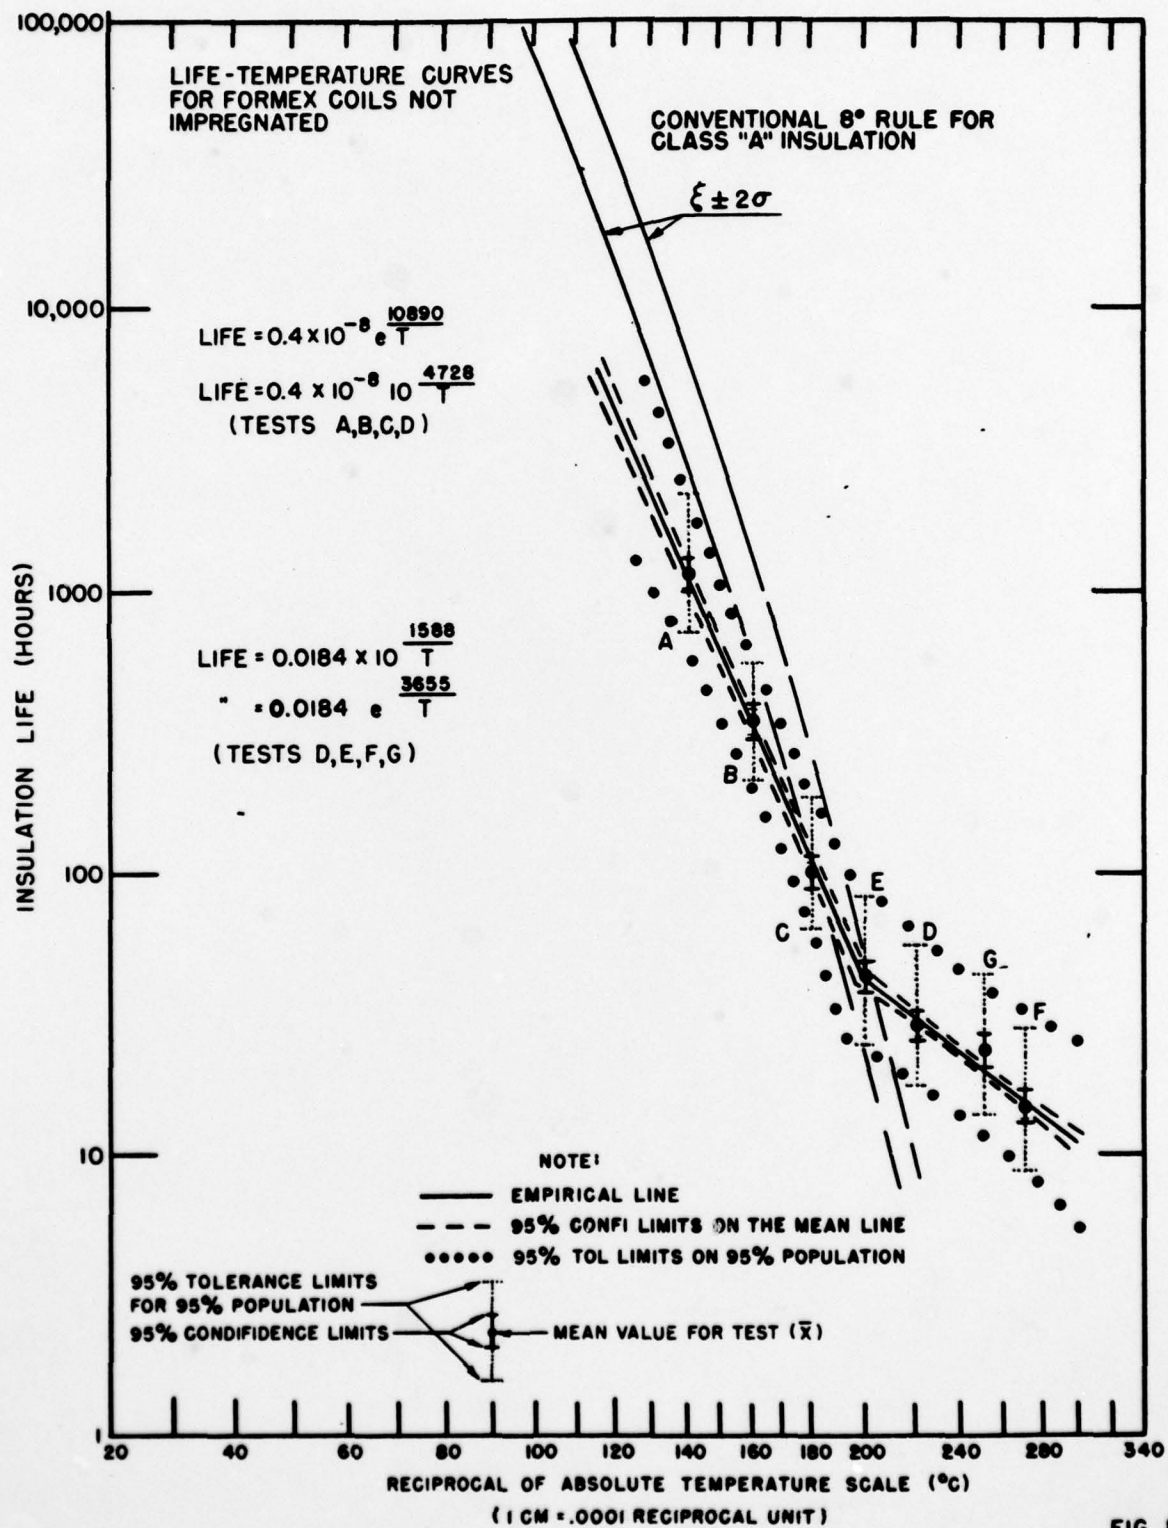 100,000
LIFE-TEMPERATURE CURVES
FOR FORMEX COILS NOT
IMPREGNATED
CONVENTIONAL 8° RULE FOR
CLASS "A" INSULATION
ξ ± 2σ
10,000
LIFE = 0.4 × 10⁻⁸ e 10890/T
LIFE = 0.4 × 10⁻⁸ 10 4728/T
(TESTS A,B,C,D)
INSULATION LIFE (HOURS)
1000
A
LIFE = 0.0184 × 10 1588/T
" = 0.0184 e 3655/T
(TESTS D,E,F,G)
B
100
E
C
D
G
F
10
NOTE:
EMPIRICAL LINE
95% CONFI LIMITS ON THE MEAN LINE
95% TOL LIMITS ON 95% POPULATION
95% TOLERANCE LIMITS
FOR 95% POPULATION
95% CONDIFIDENCE LIMITS
MEAN VALUE FOR TEST (x̄)
1
20 40 60 80 100 120 140 160 180 200 220 240 280 340
RECIPROCAL OF ABSOLUTE TEMPERATURE SCALE (°C)
(1 CM = .0001 RECIPROCAL UNIT)
FIG.